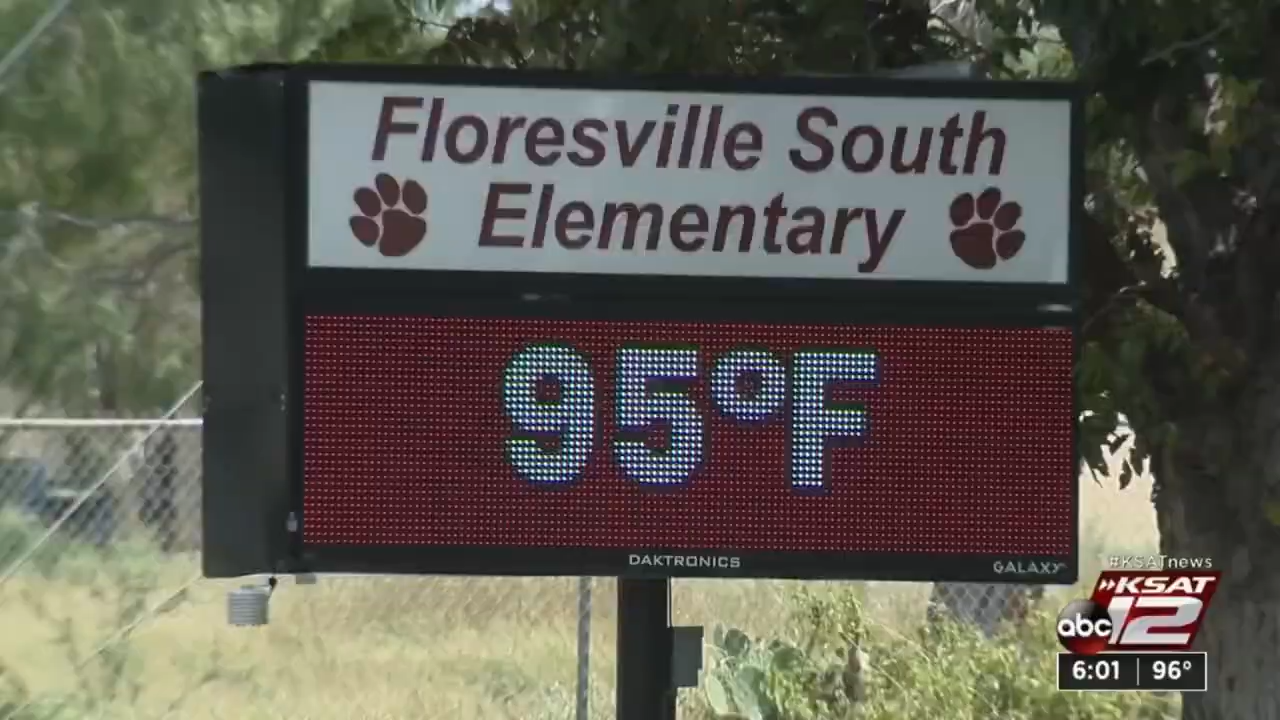 Floresville South
Elementary
95°F
DAKTRONICS
GALAXY
#KSATnews
KSAT
abc 12
6:01 96°